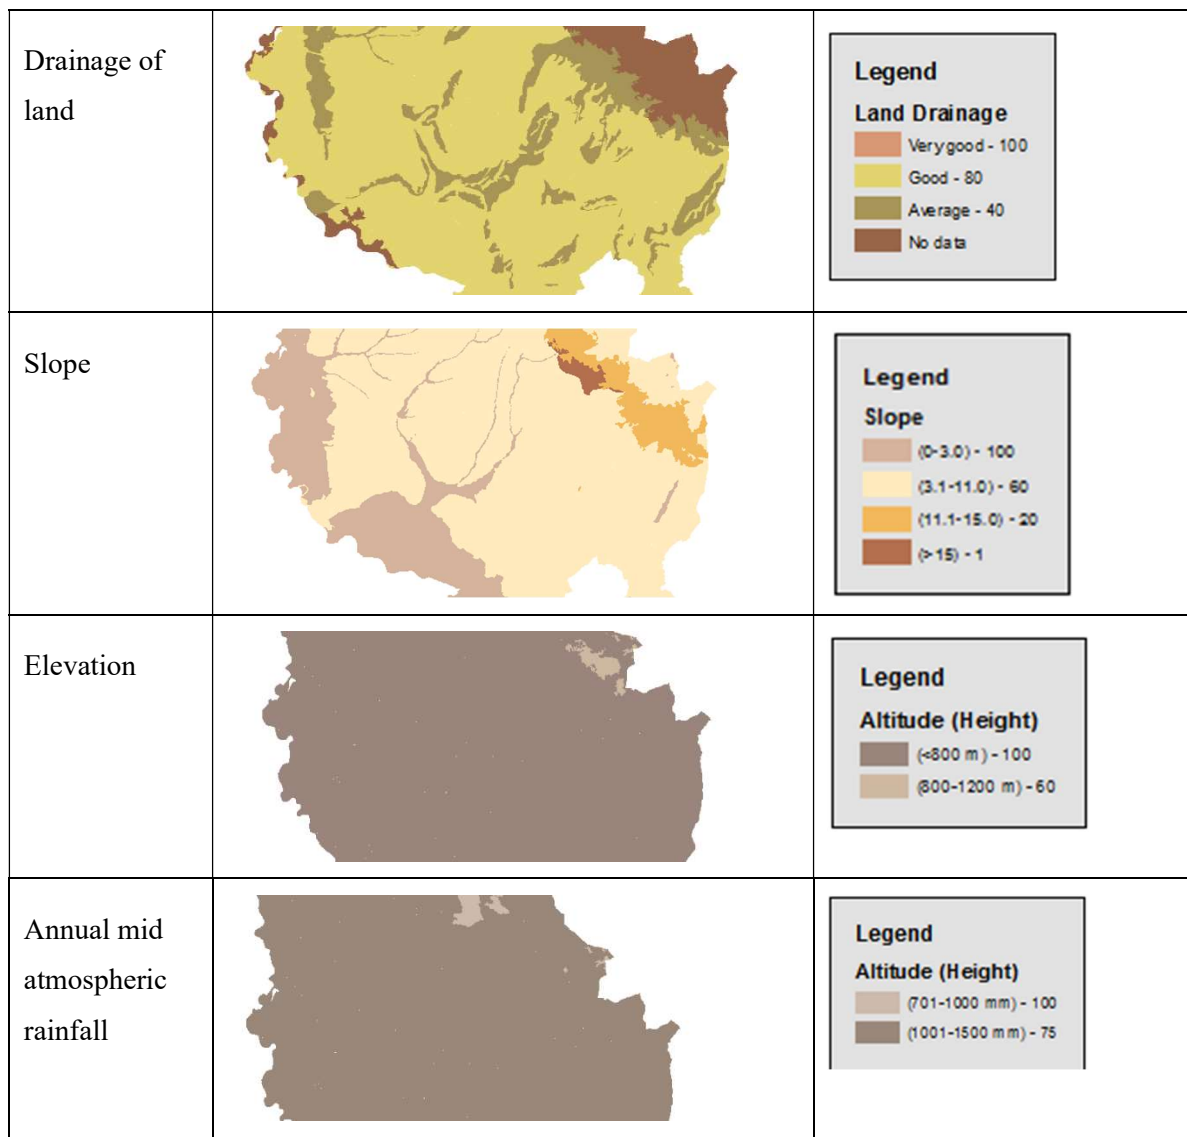 Drainage of
land
Legend
Land Drainage
Very good - 100
Good - 80
Average - 40
No data
Slope
Legend
Slope
(0-3.0) - 100
(3.1-11.0) - 60
(11.1-15.0) - 20
(>15) - 1
Elevation
Legend
Altitude (Height)
(<800 m) - 100
(800-1200 m) - 60
Annual mid
atmospheric
rainfall
Legend
Altitude (Height)
(701-1000 mm) - 100
(1001-1500 mm) - 75